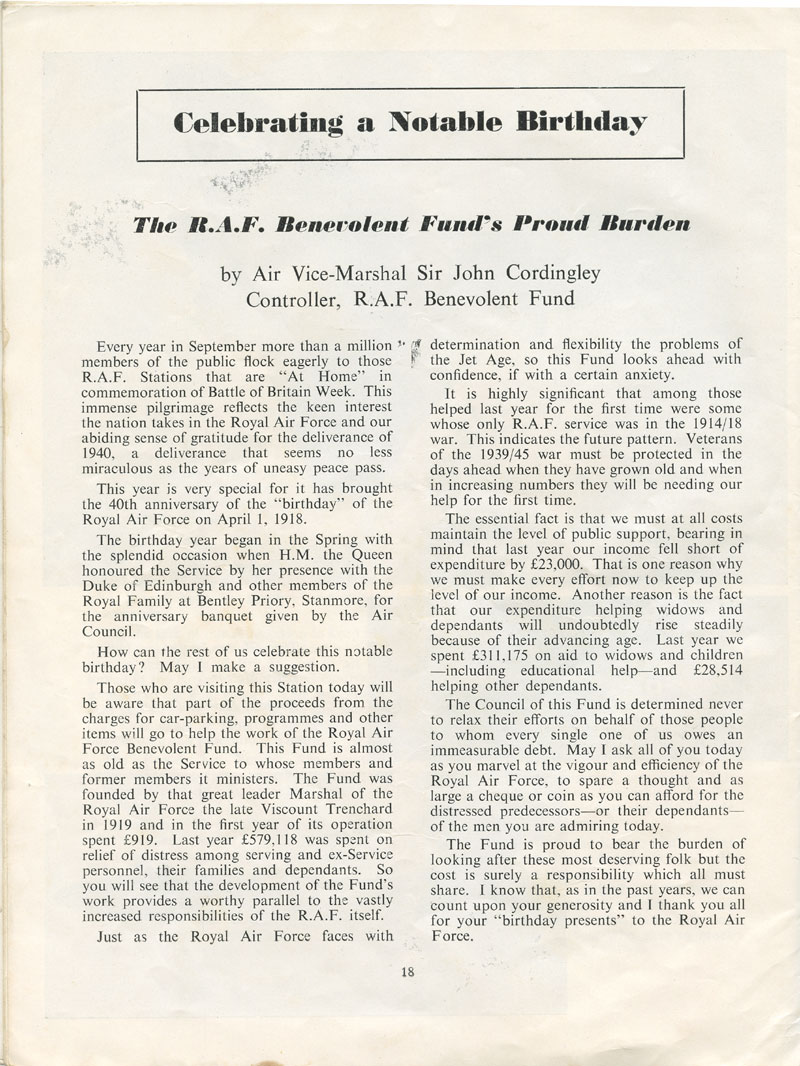 Celebrating a Notable Birthday
The R.A.F. Benevolent Fund's Proud Burden
by Air Vice-Marshal Sir John Cordingley
Controller, R.A.F. Benevolent Fund
Every year in September more than a million
members of the public flock eagerly to those
R.A.F. Stations that are “At Home” in
commemoration of Battle of Britain Week. This
immense pilgrimage reflects the keen interest
the nation takes in the Royal Air Force and our
abiding sense of gratitude for the deliverance of
1940, a deliverance that seems no less
miraculous as the years of uneasy peace pass.
This year is very special for it has brought
the 40th anniversary of the “birthday” of the
Royal Air Force on April 1, 1918.
The birthday year began in the Spring with
the splendid occasion when H.M. the Queen
honoured the Service by her presence with the
Duke of Edinburgh and other members of the
Royal Family at Bentley Priory, Stanmore, for
the anniversary banquet given by the Air
Council.
How can the rest of us celebrate this notable
birthday? May I make a suggestion.
Those who are visiting this Station today will
be aware that part of the proceeds from the
charges for car-parking, programmes and other
items will go to help the work of the Royal Air
Force Benevolent Fund. This Fund is almost
as old as the Service to whose members and
former members it ministers. The Fund was
founded by that great leader Marshal of the
Royal Air Force the late Viscount Trenchard
in 1919 and in the first year of its operation
spent £919. Last year £579,118 was spent on
relief of distress among serving and ex-Service
personnel, their families and dependants. So
you will see that the development of the Fund's
work provides a worthy parallel to the vastly
increased responsibilities of the R.A.F. itself.
Just as the Royal Air Force faces with
determination and flexibility the problems of
the Jet Age, so this Fund looks ahead with
confidence, if with a certain anxiety.
It is highly significant that among those
helped last year for the first time were some
whose only R.A.F. service was in the 1914/18
war. This indicates the future pattern. Veterans
of the 1939/45 war must be protected in the
days ahead when they have grown old and when
in increasing numbers they will be needing our
help for the first time.
The essential fact is that we must at all costs
maintain the level of public support, bearing in
mind that last year our income fell short of
expenditure by £23,000. That is one reason why
we must make every effort now to keep up the
level of our income. Another reason is the fact
that our expenditure helping widows and
dependants will undoubtedly rise steadily
because of their advancing age. Last year we
spent £311,175 on aid to widows and children
—including educational help—and £28,514
helping other dependants.
The Council of this Fund is determined never
to relax their efforts on behalf of those people
to whom every single one of us owes an
immeasurable debt. May I ask all of you today
as you marvel at the vigour and efficiency of the
Royal Air Force, to spare a thought and as
large a cheque or coin as you can afford for the
distressed predecessors—or their dependants—
of the men you are admiring today.
The Fund is proud to bear the burden of
looking after these most deserving folk but the
cost is surely a responsibility which all must
share. I know that, as in the past years, we can
count upon your generosity and I thank you all
for your “birthday presents” to the Royal Air
Force.
18